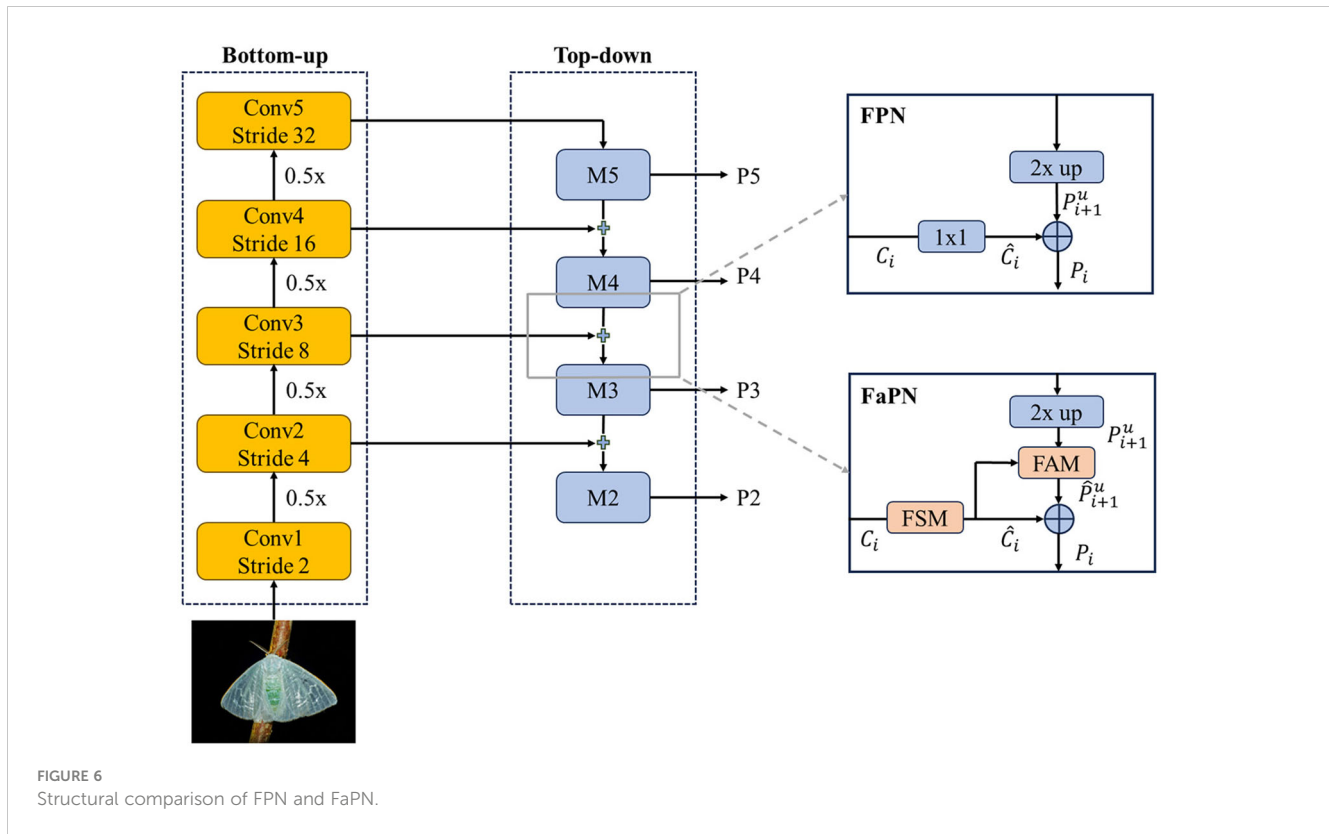 Bottom-up
Top-down
Conv5
Stride 32
0.5x
Conv4
Stride 16
0.5x
Conv3
Stride 8
0.5x
Conv2
Stride 4
0.5x
Conv1
Stride 2
M5
P5
M4
P4
M3
P3
M2
P2
FPN
2x up
P^u_{i+1}
C_i
1x1
Ĉ_i
P_i
FaPN
2x up
P^u_{i+1}
FAM
P̂^u_{i+1}
C_i
FSM
Ĉ_i
P_i
FIGURE 6
Structural comparison of FPN and FaPN.